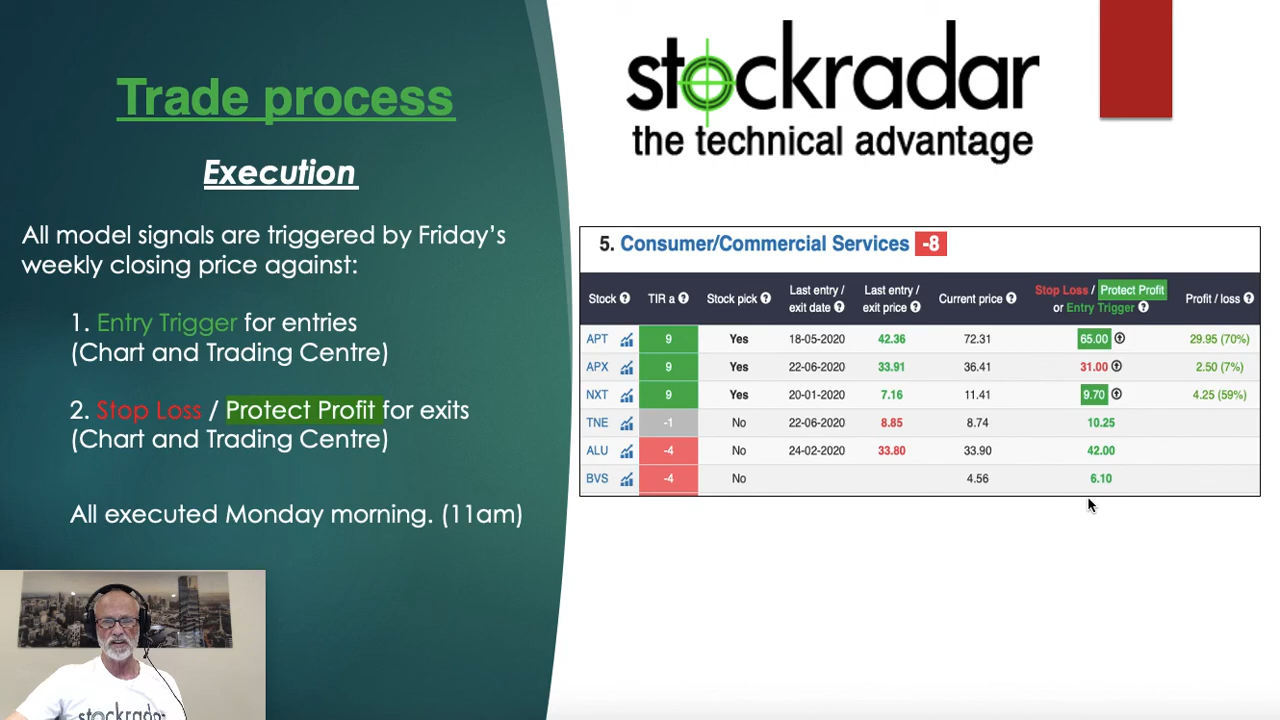 Trade process
Execution
All model signals are triggered by Friday’s
weekly closing price against:
1. Entry Trigger for entries
(Chart and Trading Centre)
2. Stop Loss / Protect Profit for exits
(Chart and Trading Centre)
All executed Monday morning. (11am)
stockradar
stockradar
the technical advantage
5. Consumer/Commercial Services -8
Stock TIR a Stock pick Last entry / exit date Last entry / exit price Current price Stop Loss / Protect Profit or Entry Trigger Profit / loss
APT 9 Yes 18-05-2020 42.36 72.31 65.00 29.95 (70%)
APX 9 Yes 22-06-2020 33.91 36.41 31.00 2.50 (7%)
NXT 9 Yes 20-01-2020 7.16 11.41 9.70 4.25 (59%)
TNE -1 No 22-06-2020 8.85 8.74 10.25
ALU -4 No 24-02-2020 33.80 33.90 42.00
BVS -4 No 4.56 6.10